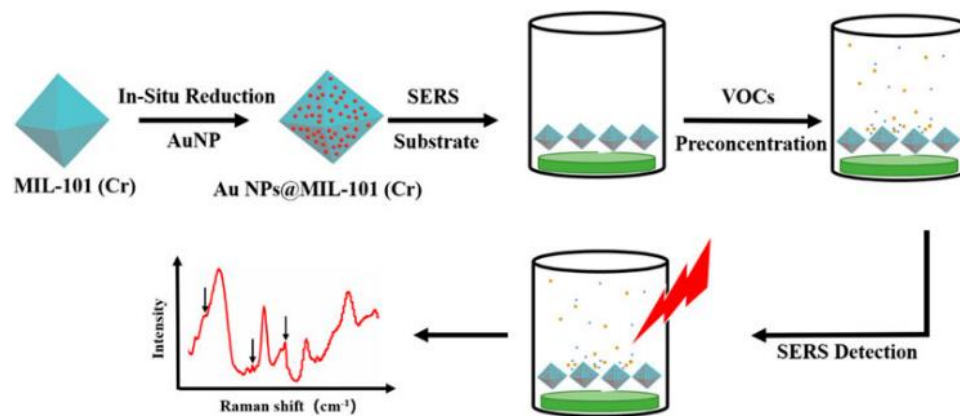 In-Situ Reduction
AuNP
MIL-101 (Cr)
Au NPs@MIL-101 (Cr)
SERS
Substrate
VOCs
Preconcentration
SERS Detection
Intensity
Raman shift (cm⁻¹)